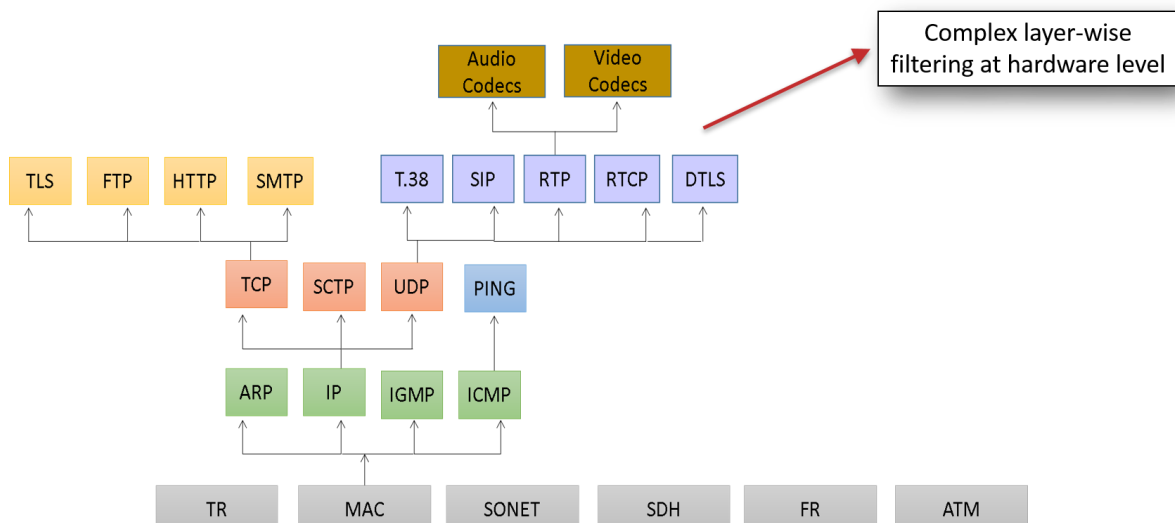 Complex layer-wise
filtering at hardware level
Audio
Codecs
Video
Codecs
TLS
FTP
HTTP
SMTP
T.38
SIP
RTP
RTCP
DTLS
TCP
SCTP
UDP
PING
ARP
IP
IGMP
ICMP
TR
MAC
SONET
SDH
FR
ATM